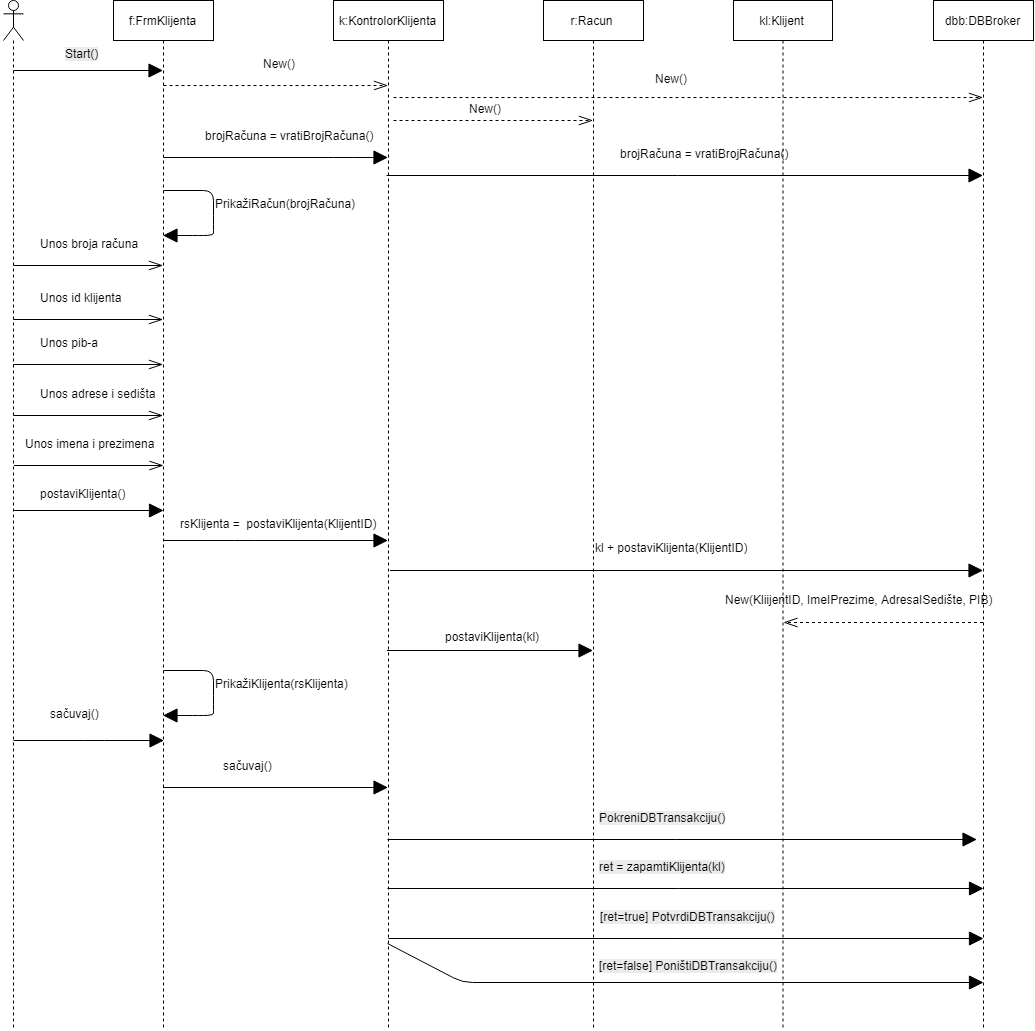 f:FrmKlijenta
k:KontrolorKlijenta
r:Racun
kl:Klijent
dbb:DBBroker
Start()
New()
New()
New()
brojRačuna = vratiBrojRačuna()
brojRačuna = vratiBrojRačuna()
PrikažiRačun(brojRačuna)
Unos broja računa
Unos id klijenta
Unos pib-a
Unos adrese i sedišta
Unos imena i prezimena
postaviKlijenta()
rsKlijenta = postaviKlijenta(KlijentID)
kl + postaviKlijenta(KlijentID)
New(KliijentID, ImeIPrezime, AdresaISedište, PIB)
postaviKlijenta(kl)
PrikažiKlijenta(rsKlijenta)
sačuvaj()
sačuvaj()
PokreniDBTransakciju()
ret = zapamtiKlijenta(kl)
[ret=true] PotvrdiDBTransakciju()
[ret=false] PoništiDBTransakciju()